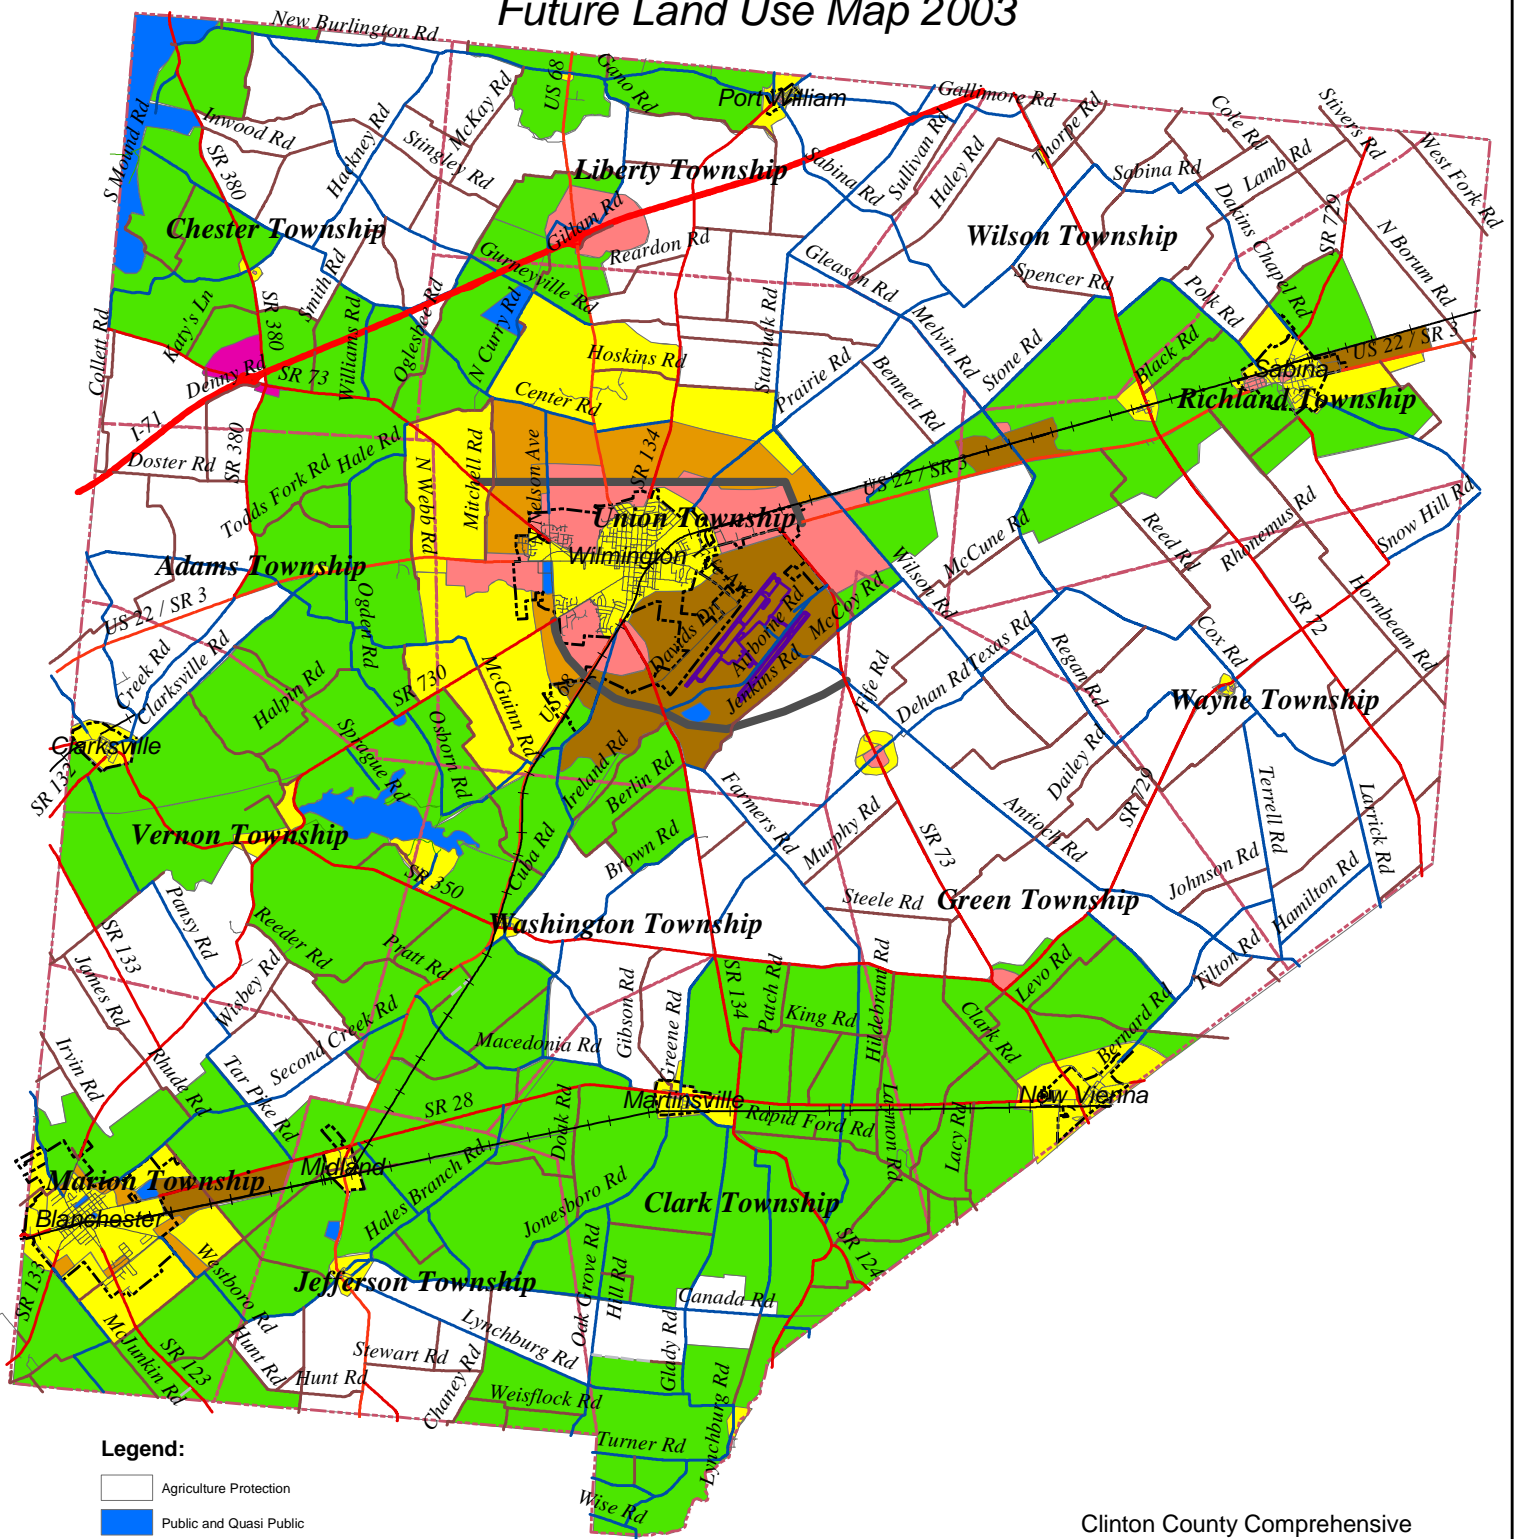 Future Land Use Map 2003
New Burlington Rd
US 68
Gano Rd
Port William
Gallimore Rd
McKay Rd
Stingley Rd
Hackney Rd
Inwood Rd
S Mound Rd
SR 380
Liberty Township
Sabina Rd
Sullivan Rd
Haley Rd
Thorpe Rd
Sabina Rd
Cole Rd
Lamb Rd
Stivers Rd
West Fork Rd
Chester Township
Gillam Rd
Reardon Rd
Wilson Township
Dakins Chapel Rd
SR 729
N Borum Rd
Gurneyville Rd
Gleason Rd
Spencer Rd
Polk Rd
Smith Rd
Katy's Ln
SR 380
Williams Rd
Oglesbee Rd
N Curry Rd
Starbuck Rd
Melvin Rd
Stone Rd
Black Rd
US 22 / SR 3
Collett Rd
Denny Rd
SR 73
Hoskins Rd
Prairie Rd
Bennett Rd
Sabina
Center Rd
Richland Township
I-71
Doster Rd
SR 380
Hale Rd
Todds Fork Rd
N Webb Rd
Mitchell Rd
N Nelson Ave
SR 134
US 22 / SR 3
Union Township
Wilmington
Wilson Rd
McCune Rd
Reed Rd
Rhonemus Rd
Snow Hill Rd
Adams Township
US 22 / SR 3
Ogden Rd
Davids Dr
Airborne Rd
McCoy Rd
Jenkins Rd
Fife Rd
Dehan Rd
Texas Rd
Regan Rd
Cox Rd
SR 72
Hornbeam Rd
Creek Rd
Clarksville Rd
Halpin Rd
SR 730
McGuinn Rd
US 68
Wayne Township
Clarksville
SR 132
Sprague Rd
Osborn Rd
Ireland Rd
Berlin Rd
Farmers Rd
Dailey Rd
SR 729
Terrell Rd
Larrick Rd
Vernon Township
SR 350
Cuba Rd
Brown Rd
Murphy Rd
SR 73
Antioch Rd
Johnson Rd
Hamilton Rd
Pansy Rd
Reeder Rd
Pratt Rd
Washington Township
Steele Rd
Green Township
SR 133
James Rd
Wisbey Rd
Second Creek Rd
Macedonia Rd
Gibson Rd
Greene Rd
SR 134
Patch Rd
King Rd
Hildebrant Rd
Clark Rd
Levo Rd
Bernard Rd
Tilton Rd
Irvin Rd
Rhude Rd
Tar Pike Rd
SR 28
Doak Rd
Martinsville
Rapid Ford Rd
Larmon Rd
Lacy Rd
New Vienna
Marion Township
Midland
Hales Branch Rd
Jonesboro Rd
Clark Township
Blanchester
Westboro Rd
Jefferson Township
Oak Grove Rd
Hill Rd
Canada Rd
SR 124
SR 133
McJunkin Rd
SR 123
Hunt Rd
Hunt Rd
Stewart Rd
Chaney Rd
Lynchburg Rd
Glady Rd
Lynchburg Rd
Weisflock Rd
Turner Rd
Wise Rd
Legend:
Agriculture Protection
Public and Quasi Public
Clinton County Comprehensive